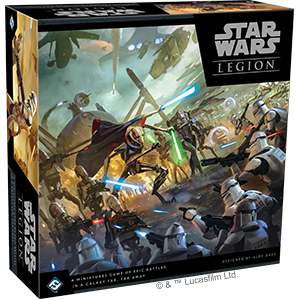 STAR
WARS
LEGION
A MINIATURES GAME OF EPIC BATTLES
IN A GALAXY FAR, FAR AWAY
DESIGNED BY ALEX DAVY
STAR WARS
LEGION
© & ™ Lucasfilm Ltd.